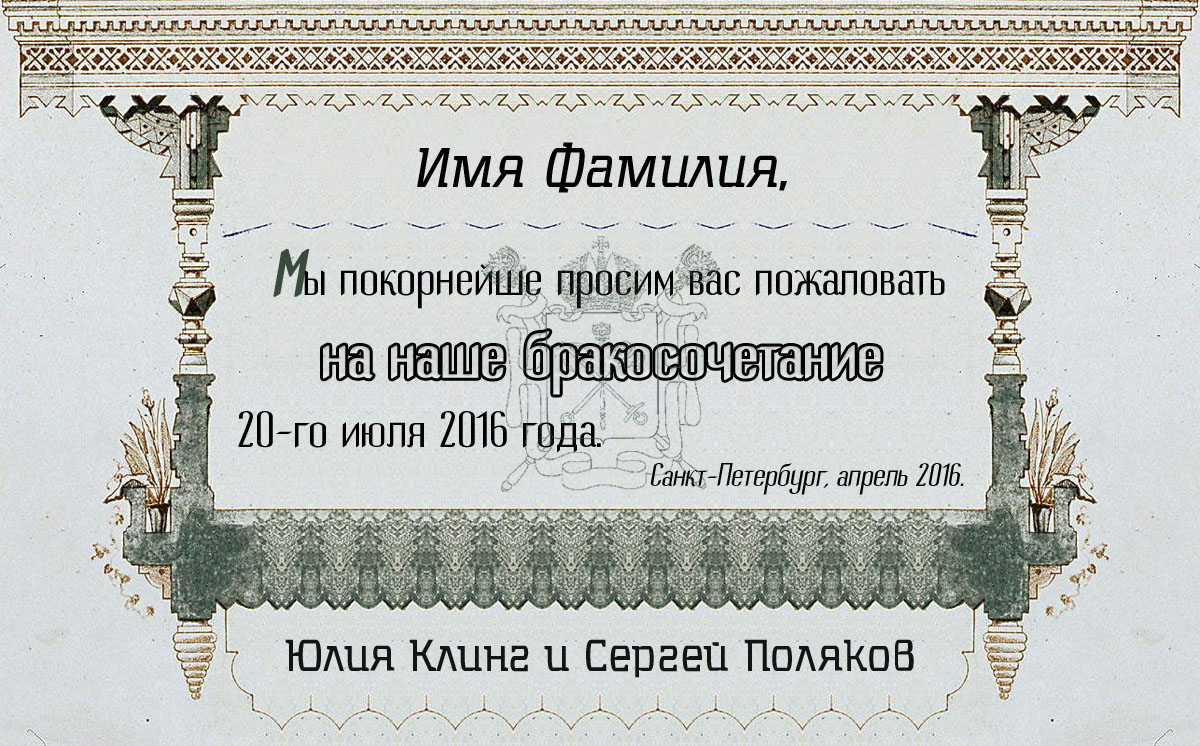 Имя Фамилия,
Мы покорнейше просим вас пожаловать
на наше бракосочетание
20-го июля 2016 года.
Санкт-Петербург, апрель 2016.
Юлия Клинг и Сергей Поляков